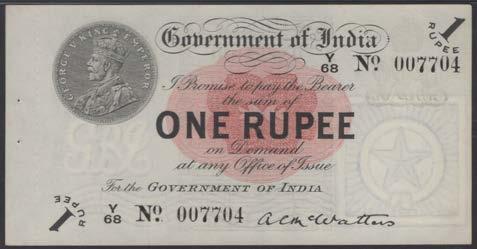 GEORGE V KING EMPEROR
Government of India
1 RUPEE
Y/68 No 007704
I Promise to pay the Bearer
the sum of
ONE RUPEE
on Demand
at any Office of Issue
For the GOVERNMENT OF INDIA
1 RUPEE
Y/68 No 007704
A C McWatters